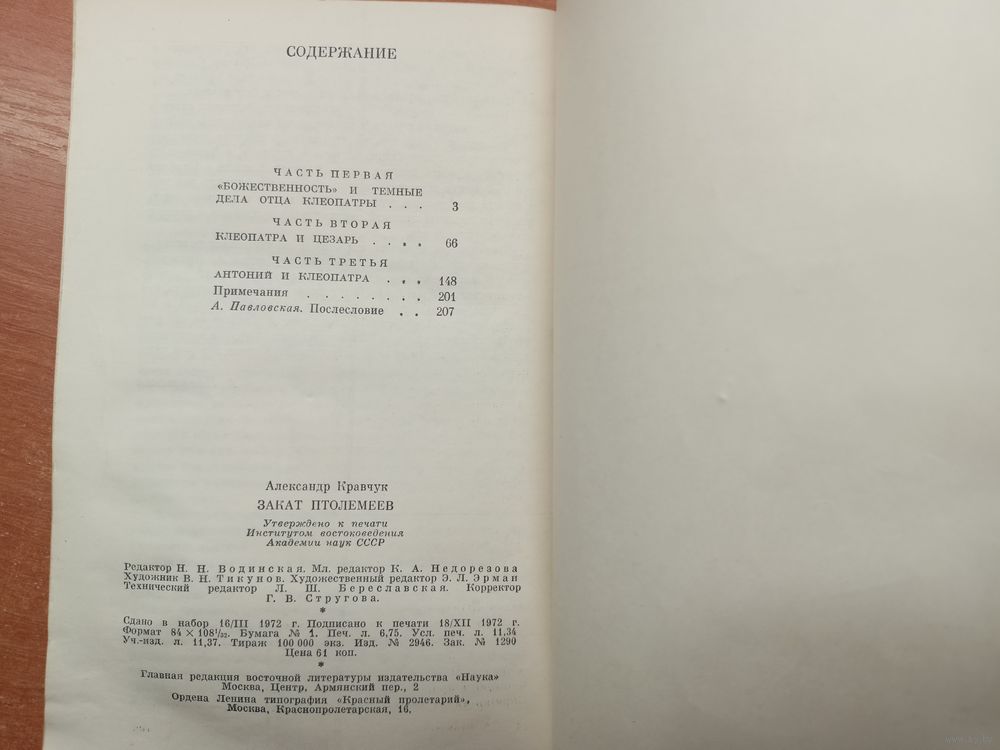 СОДЕРЖАНИЕ
ЧАСТЬ ПЕРВАЯ
«БОЖЕСТВЕННОСТЬ» И ТЕМНЫЕ
ДЕЛА ОТЦА КЛЕОПАТРЫ . . . 3
ЧАСТЬ ВТОРАЯ
КЛЕОПАТРА И ЦЕЗАРЬ . . . . 66
ЧАСТЬ ТРЕТЬЯ
АНТОНИЙ И КЛЕОПАТРА . . . 148
Примечания . . . . . . . . 201
А. Павловская. Послесловие . . 207
Александр Кравчук
ЗАКАТ ПТОЛЕМЕЕВ
Утверждено к печати
Институтом востоковедения
Академии наук СССР
Редактор Н. Н. Водинская. Мл. редактор К. А. Недорезова
Художник В. Н. Тикунов. Художественный редактор Э. Л. Эрман
Технический редактор Л. Ш. Береславская. Корректор
Г. В. Стругова.
*
Сдано в набор 16/III 1972 г. Подписано к печати 18/XII 1972 г.
Формат 84 × 108¹/₃₂. Бумага № 1. Печ. л. 6,75. Усл. печ. л. 11,34
Уч.-изд. л. 11,37. Тираж 100 000 экз. Изд. № 2946. Зак. № 1290
Цена 61 коп.
*
Главная редакция восточной литературы издательства «Наука»
Москва, Центр, Армянский пер., 2
Ордена Ленина типография «Красный пролетарий»,
Москва, Краснопролетарская, 16.